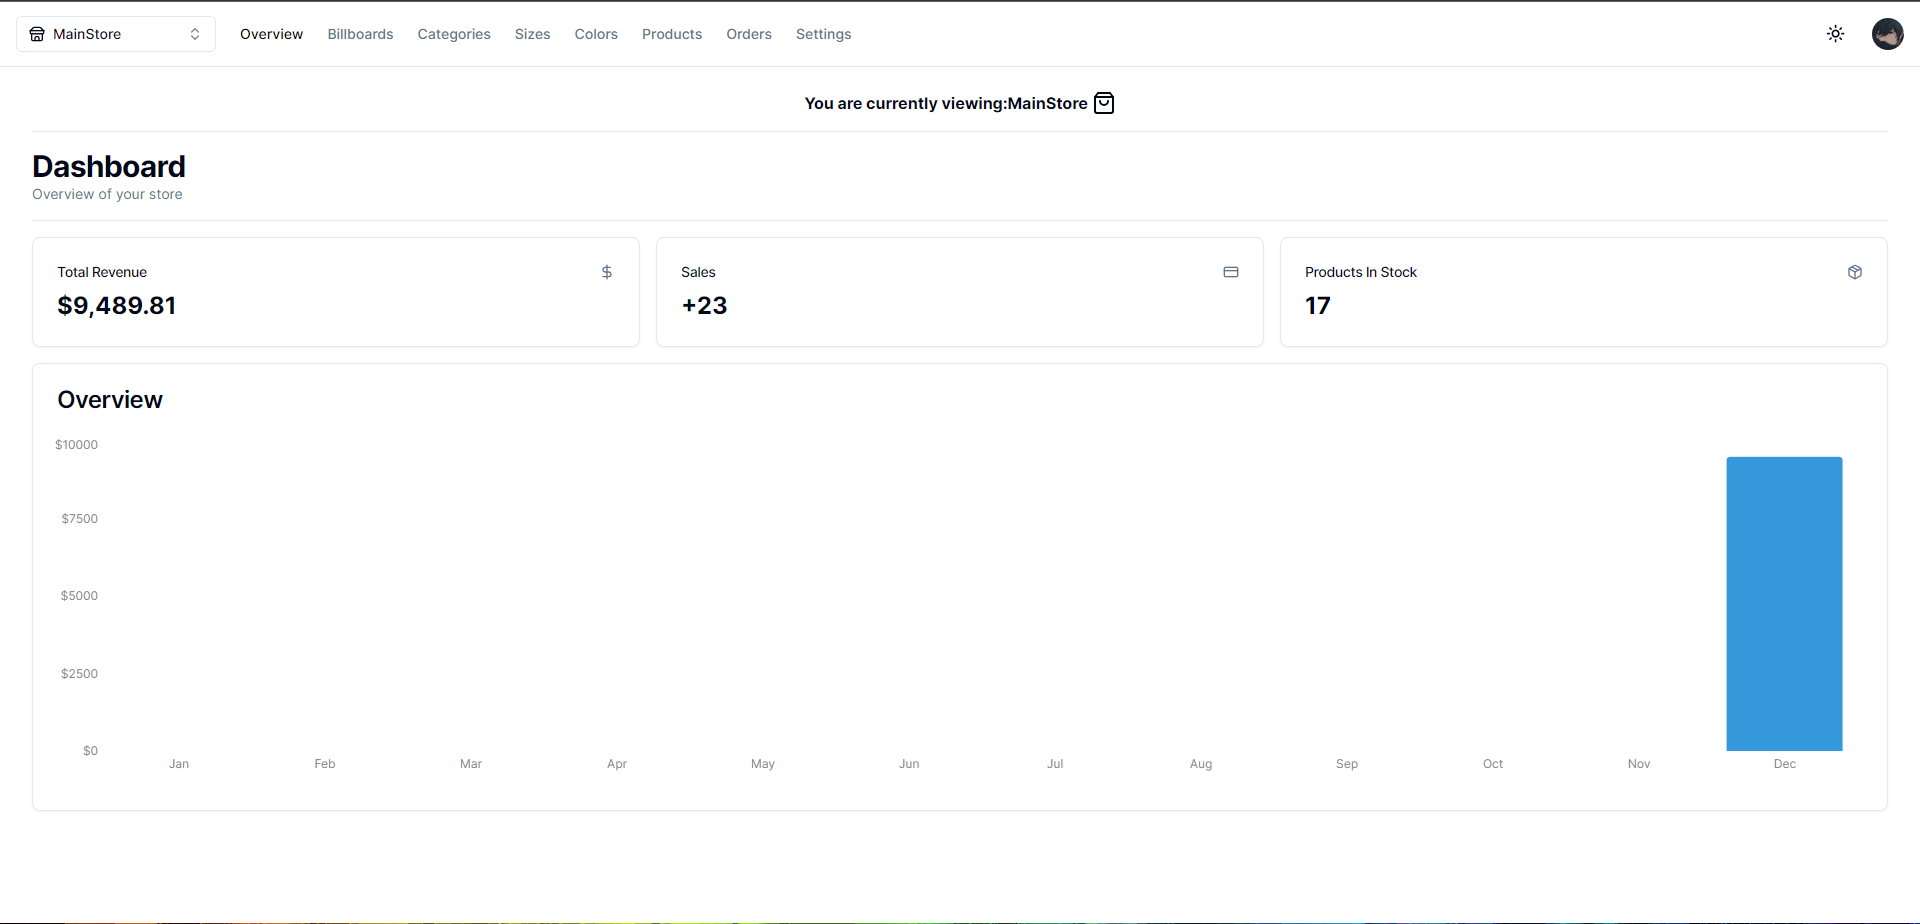 MainStore Overview Billboards Categories Sizes Colors Products Orders Settings
You are currently viewing:MainStore
Dashboard
Overview of your store
Total Revenue
$9,489.81
Sales
+23
Products In Stock
17
Overview
$10000
$7500
$5000
$2500
$0
Jan Feb Mar Apr May Jun Jul Aug Sep Oct Nov Dec